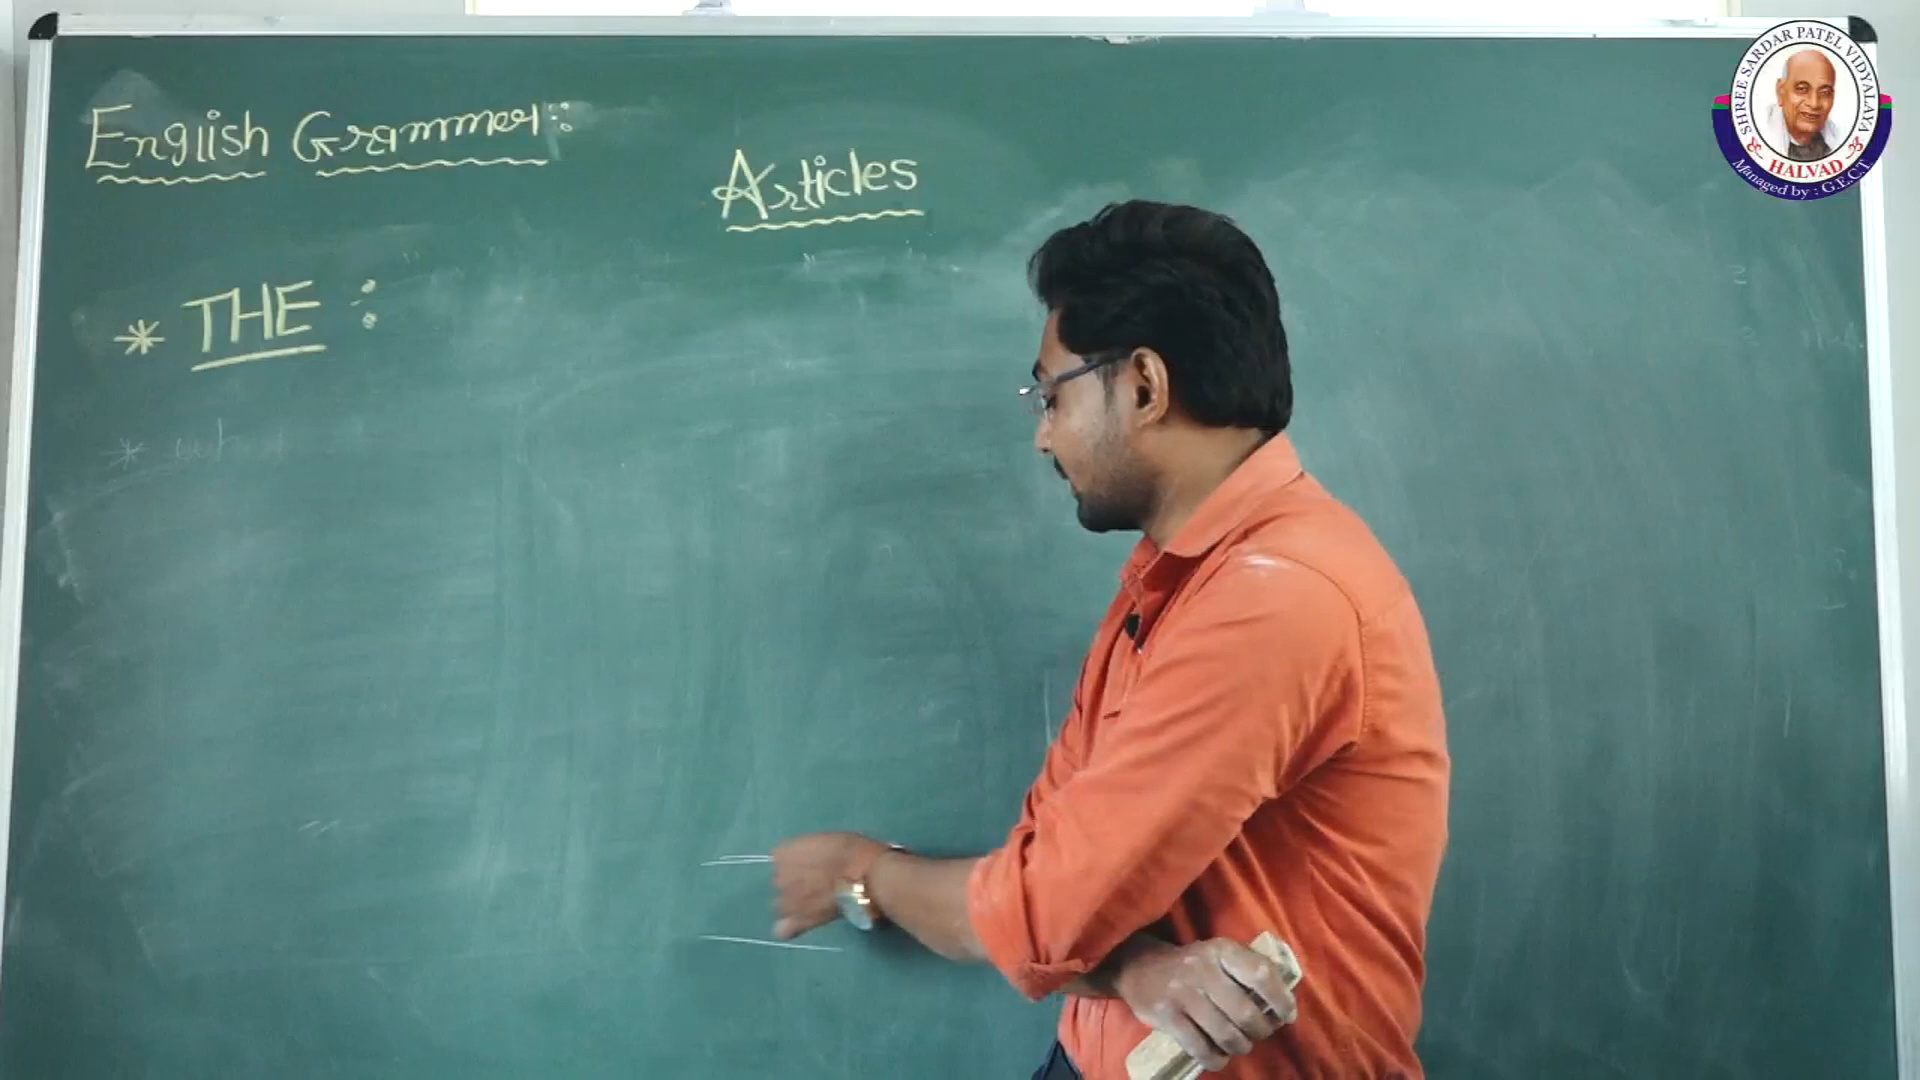 English Grammer :
Articles
* THE :
SHREE SARDAR PATEL VIDYALAYA
HALVAD
Managed by : G.E.C.T.